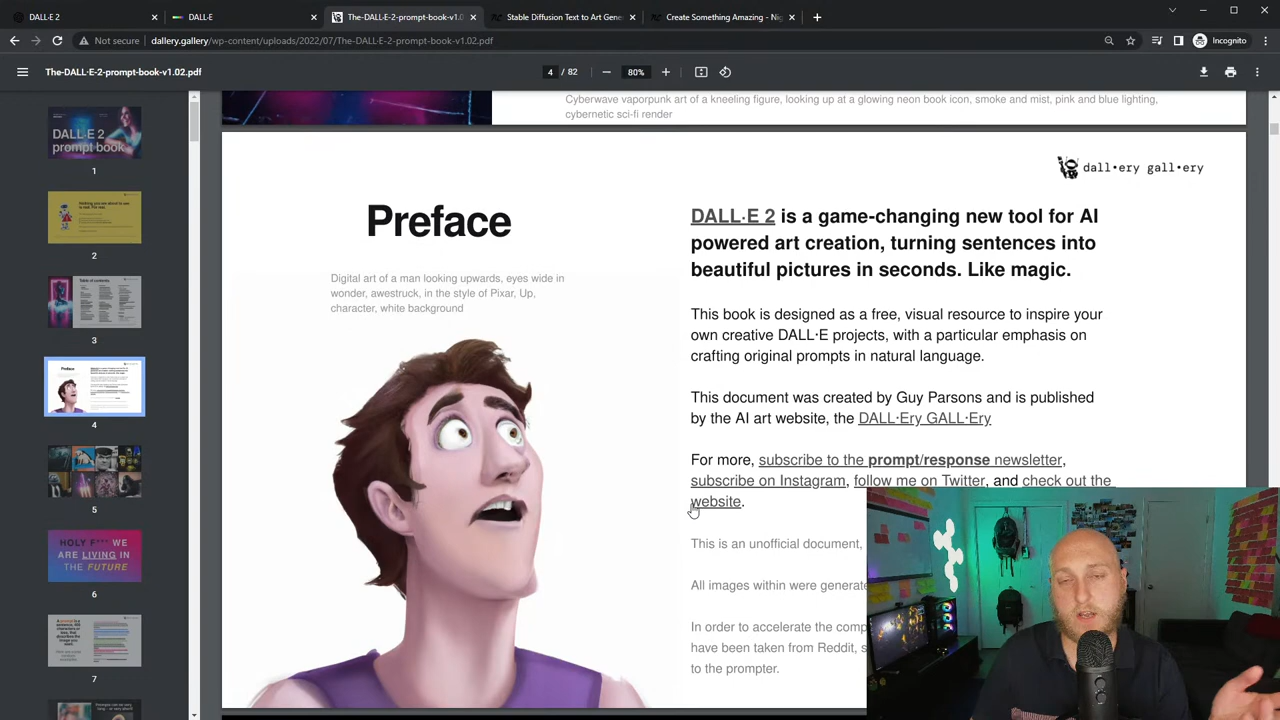 DALL·E
DALL·E
The-DALL·E-2-prompt-book-v1.0
Stable Diffusion Text to Art Gene
Create Something Amazing - Nig
Not secure
dallery.gallery/wp-content/uploads/2022/07/The-DALL·E-2-prompt-book-v1.02.pdf
Incognito
The-DALL·E-2-prompt-book-v1.02.pdf
4 / 82
80%
Cyberwave vaporpunk art of a kneeling figure, looking up at a glowing neon book icon, smoke and mist, pink and blue lighting,
cybernetic sci-fi render
DALL·E 2
prompt book
1
2
Table of contents
3
Preface
4
5
HOLY F*** WE
ARE LIVING IN
THE FUTURE
6
7
dall•ery gall•ery
Preface
Digital art of a man looking upwards, eyes wide in
wonder, awestruck, in the style of Pixar, Up,
character, white background
DALL·E 2 is a game-changing new tool for AI
powered art creation, turning sentences into
beautiful pictures in seconds. Like magic.
This book is designed as a free, visual resource to inspire your
own creative DALL·E projects, with a particular emphasis on
crafting original prompts in natural language.
This document was created by Guy Parsons and is published
by the AI art website, the DALL·Ery GALL·Ery
For more, subscribe to the prompt/response newsletter,
subscribe on Instagram, follow me on Twitter, and check out the
website.
This is an unofficial document,
All images within were generate
In order to accelerate the comp
have been taken from Reddit, s
to the prompter.